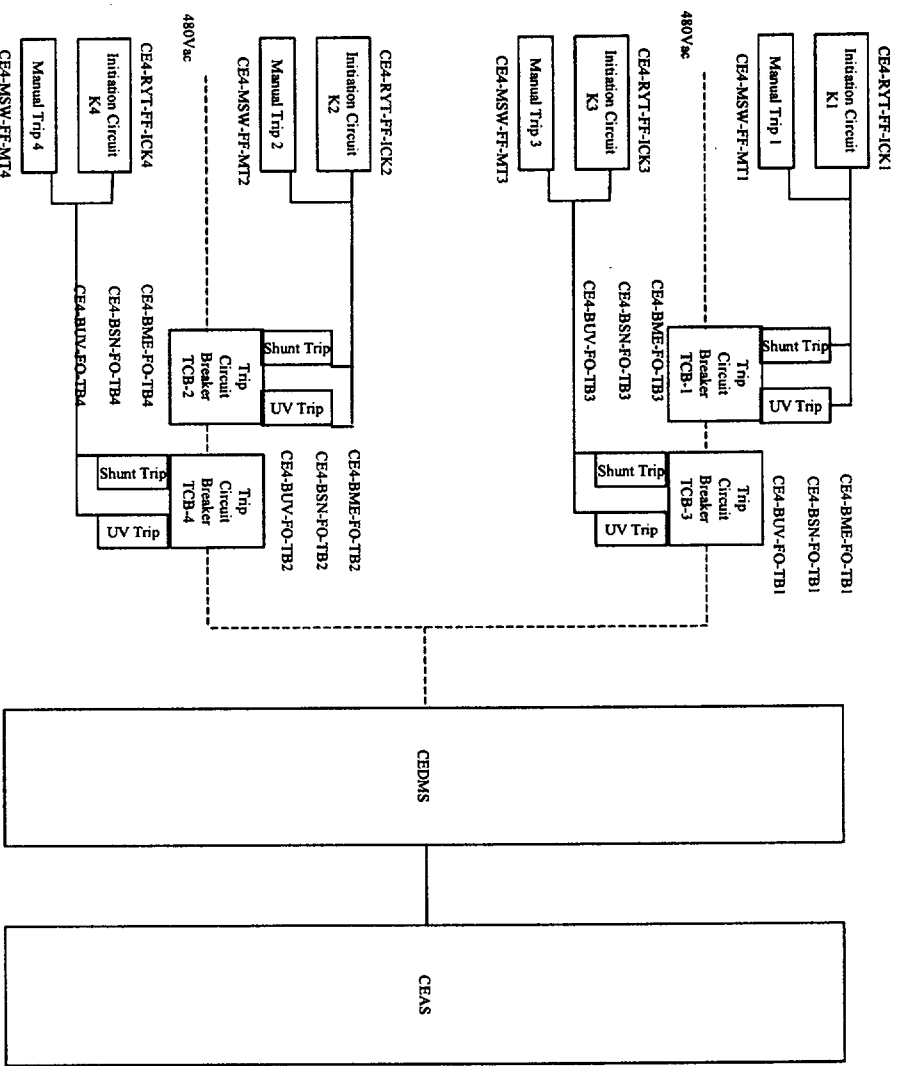 480Vac
CE4-RYT-FF-ICK1
Initiation Circuit
K1
Manual Trip 1
CE4-MSW-FF-MT1
CE4-RYT-FF-ICK3
Initiation Circuit
K3
Manual Trip 3
CE4-MSW-FF-MT3
CE4-BME-FO-TB3
CE4-BSN-FO-TB3
CE4-BUV-FO-TB3
Shunt Trip
UV Trip
Trip
Circuit
Breaker
TCB-1
CE4-BME-FO-TB1
CE4-BSN-FO-TB1
CE4-BUV-FO-TB1
Trip
Circuit
Breaker
TCB-3
Shunt Trip
UV Trip
480Vac
CE4-RYT-FF-ICK2
Initiation Circuit
K2
Manual Trip 2
CE4-MSW-FF-MT2
CE4-RYT-FF-ICK4
Initiation Circuit
K4
Manual Trip 4
CE4-MSW-FF-MT4
CE4-BME-FO-TB4
CE4-BSN-FO-TB4
CE4-BUV-FO-TB4
Shunt Trip
UV Trip
Trip
Circuit
Breaker
TCB-2
CE4-BME-FO-TB2
CE4-BSN-FO-TB2
CE4-BUV-FO-TB2
Trip
Circuit
Breaker
TCB-4
Shunt Trip
UV Trip
CEDMS
CEAS